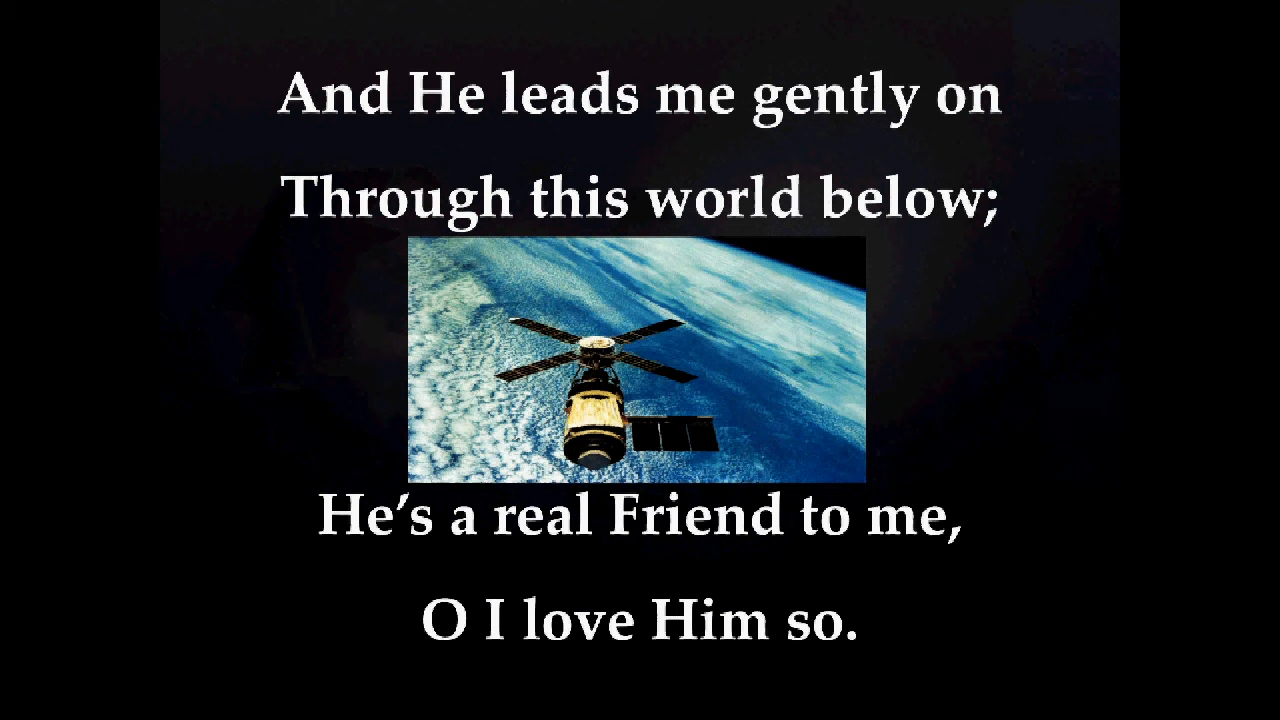 And He leads me gently on
Through this world below;
He’s a real Friend to me,
O I love Him so.